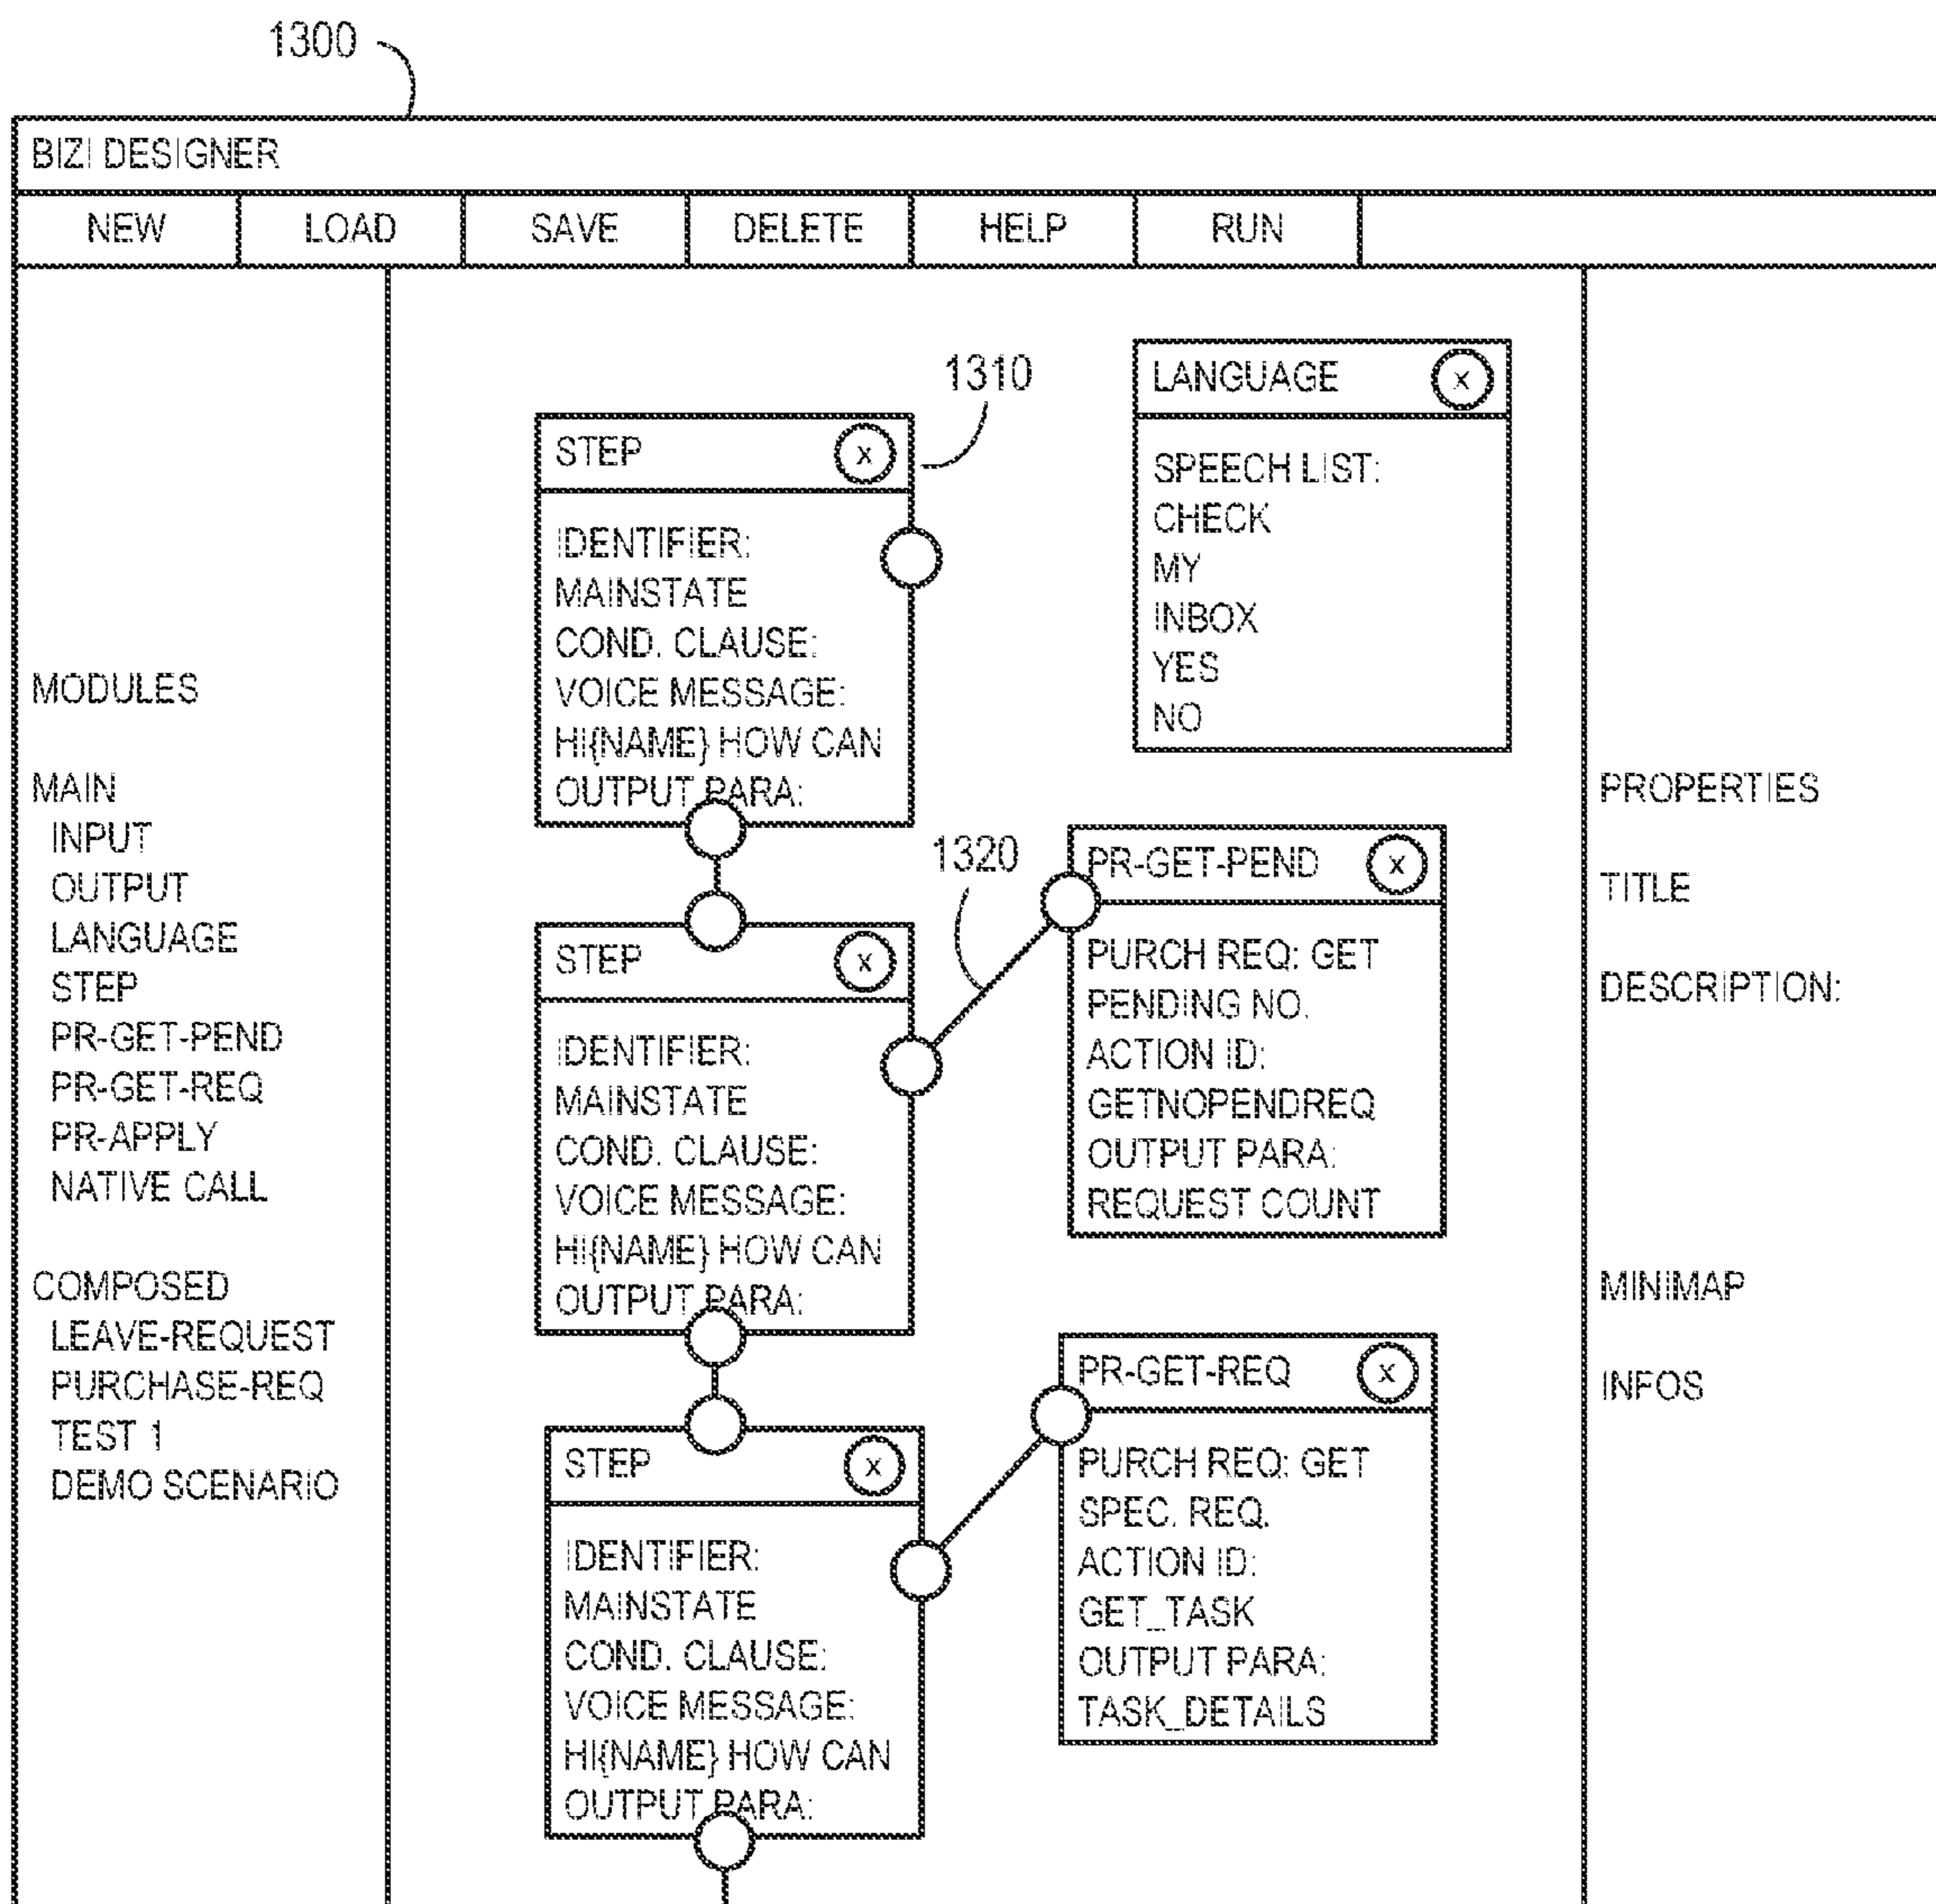 1300
BIZI DESIGNER
NEW LOAD SAVE DELETE HELP RUN
MODULES
MAIN
INPUT
OUTPUT
LANGUAGE
STEP
PR-GET-PEND
PR-GET-REQ
PR-APPLY
NATIVE CALL
COMPOSED
LEAVE-REQUEST
PURCHASE-REQ
TEST 1
DEMO SCENARIO
1310
STEP X
IDENTIFIER:
MAINSTATE
COND. CLAUSE:
VOICE MESSAGE:
HI{NAME} HOW CAN
OUTPUT PARA:
LANGUAGE X
SPEECH LIST:
CHECK
MY
INBOX
YES
NO
1320
STEP X
IDENTIFIER:
MAINSTATE
COND. CLAUSE:
VOICE MESSAGE:
HI{NAME} HOW CAN
OUTPUT PARA:
PR-GET-PEND X
PURCH REQ: GET
PENDING NO.
ACTION ID:
GETNOPENDREQ
OUTPUT PARA:
REQUEST COUNT
STEP X
IDENTIFIER:
MAINSTATE
COND. CLAUSE:
VOICE MESSAGE:
HI{NAME} HOW CAN
OUTPUT PARA:
PR-GET-REQ X
PURCH REQ: GET
SPEC. REQ.
ACTION ID:
GET_TASK
OUTPUT PARA:
TASK_DETAILS
PROPERTIES
TITLE
DESCRIPTION:
MINIMAP
INFOS